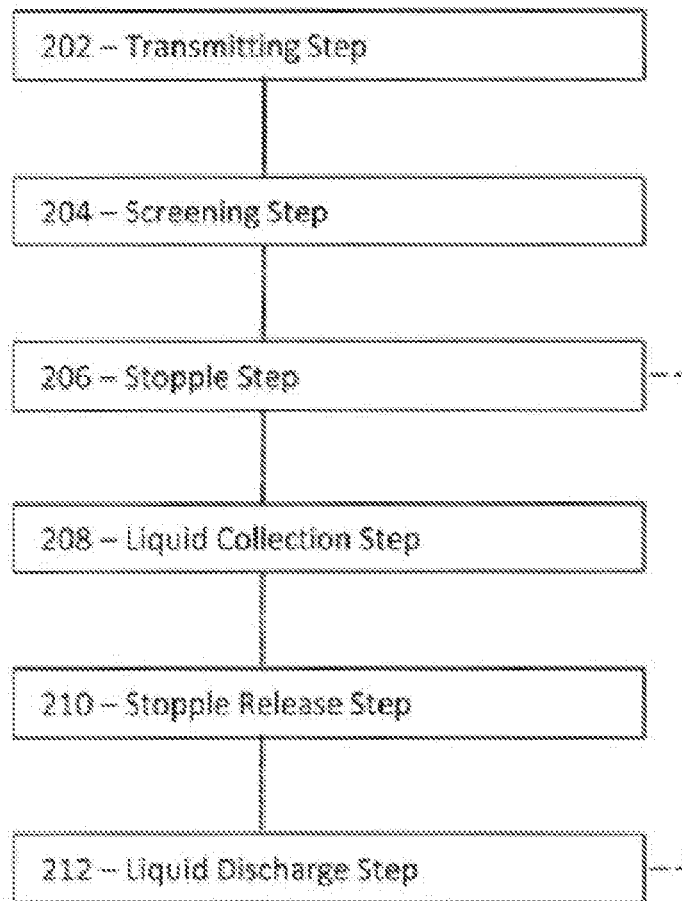 202 – Transmitting Step
204 – Screening Step
206 – Stopple Step
208 – Liquid Collection Step
210 – Stopple Release Step
212 – Liquid Discharge Step